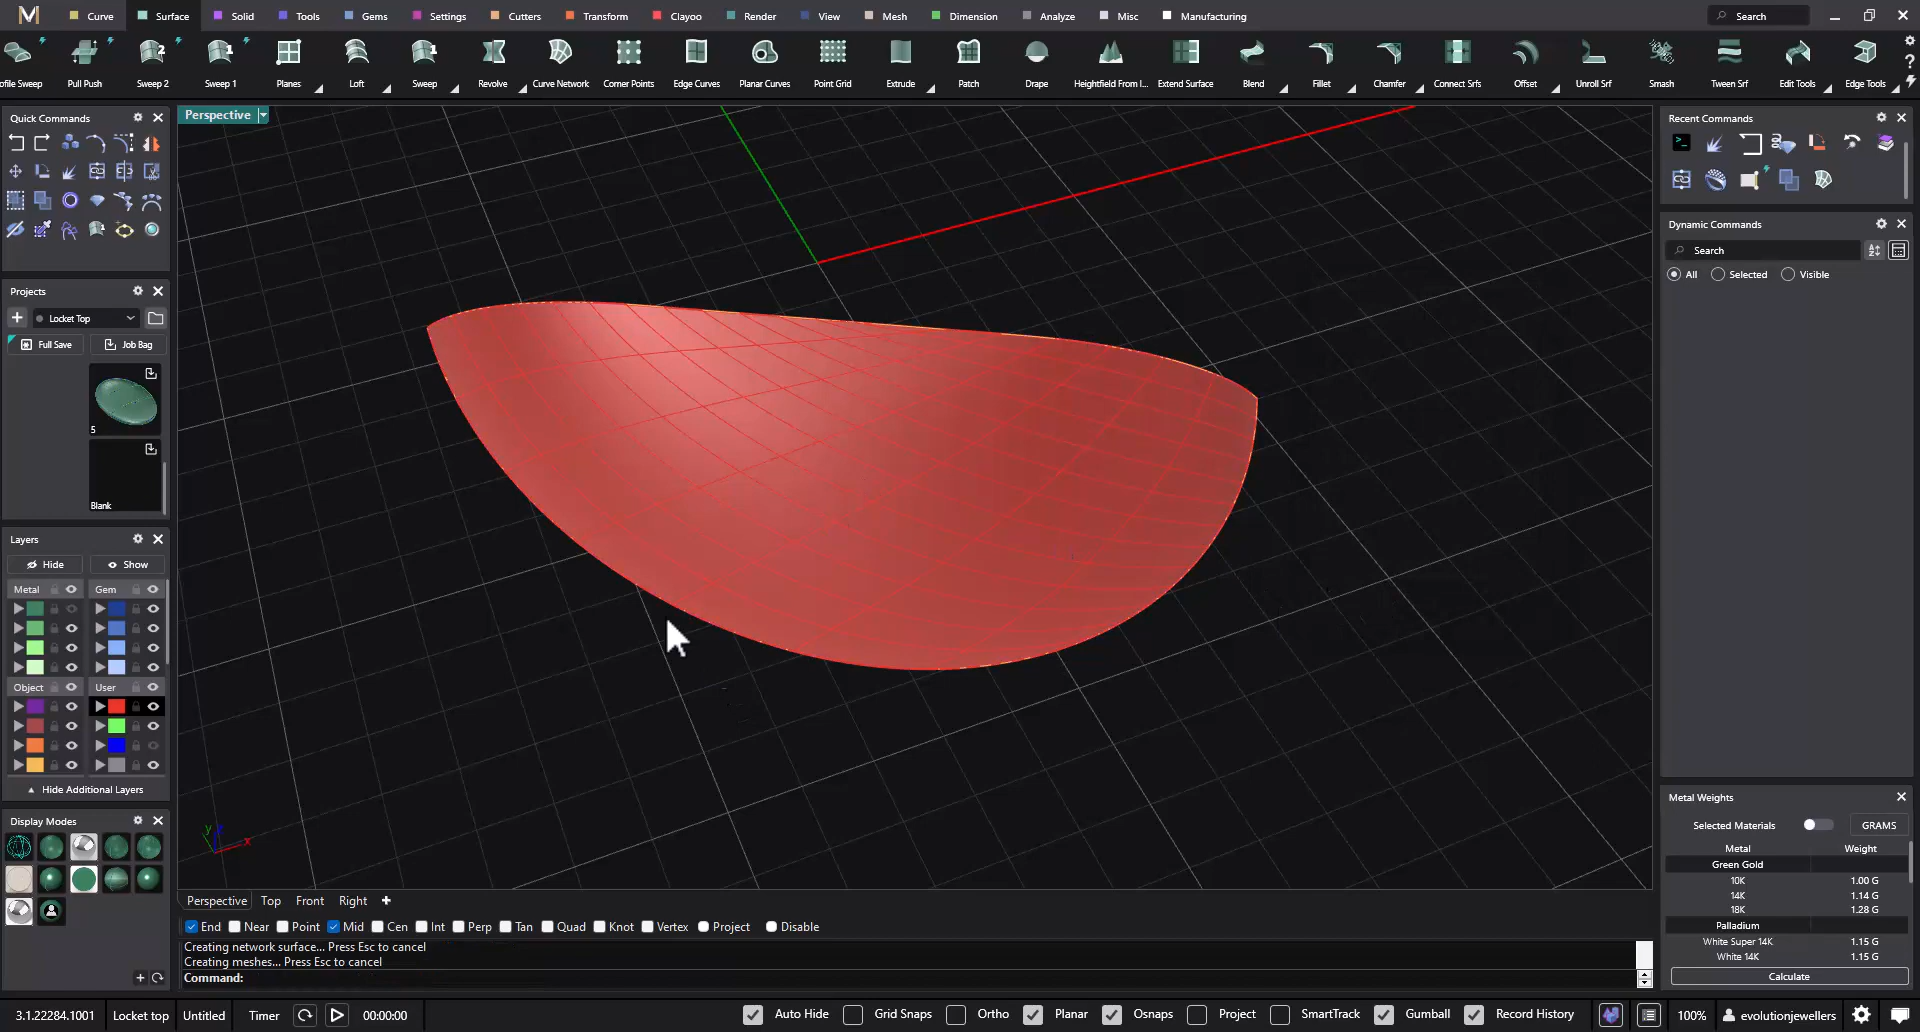 Curve Surface Solid Tools Gems Settings Cutters Transform Clayoo Render View Mesh Dimension Analyze Misc Manufacturing Search
ofile Sweep Pull Push Sweep 2 Sweep 1 Planes Loft Sweep Revolve Curve Network Corner Points Edge Curves Planar Curves Point Grid Extrude Patch Drape Heightfield From I... Extend Surface Blend Fillet Chamfer Connect Srfs Offset Unroll Srf Smash Tween Srf Edit Tools Edge Tools
Quick Commands
Perspective
Recent Commands
Dynamic Commands
Search
All Selected Visible
Projects
Locket Top
Full Save Job Bag
5
Blank
Layers
Hide Show
Metal Gem
Object User
Hide Additional Layers
Display Modes
y x
Metal Weights
Selected Materials GRAMS
Metal Weight
Green Gold
10K 1.00 G
14K 1.14 G
18K 1.28 G
Palladium
White Super 14K 1.15 G
White 14K 1.15 G
Calculate
Perspective Top Front Right
End Near Point Mid Cen Int Perp Tan Quad Knot Vertex Project Disable
Creating network surface... Press Esc to cancel
Creating meshes... Press Esc to cancel
Command:
3.1.22284.1001 Locket top Untitled Timer 00:00:00 Auto Hide Grid Snaps Ortho Planar Osnaps Project SmartTrack Gumball Record History 100% evolutionjewellers